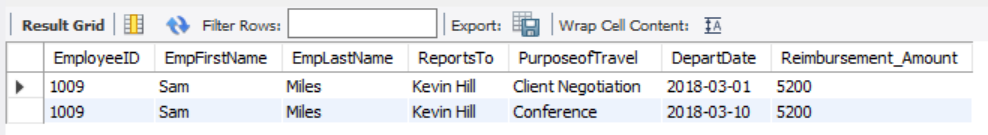 Result Grid Filter Rows: Export: Wrap Cell Content:
EmployeeID EmpFirstName EmpLastName ReportsTo PurposeofTravel DepartDate Reimbursement_Amount
1009 Sam Miles Kevin Hill Client Negotiation 2018-03-01 5200
1009 Sam Miles Kevin Hill Conference 2018-03-10 5200